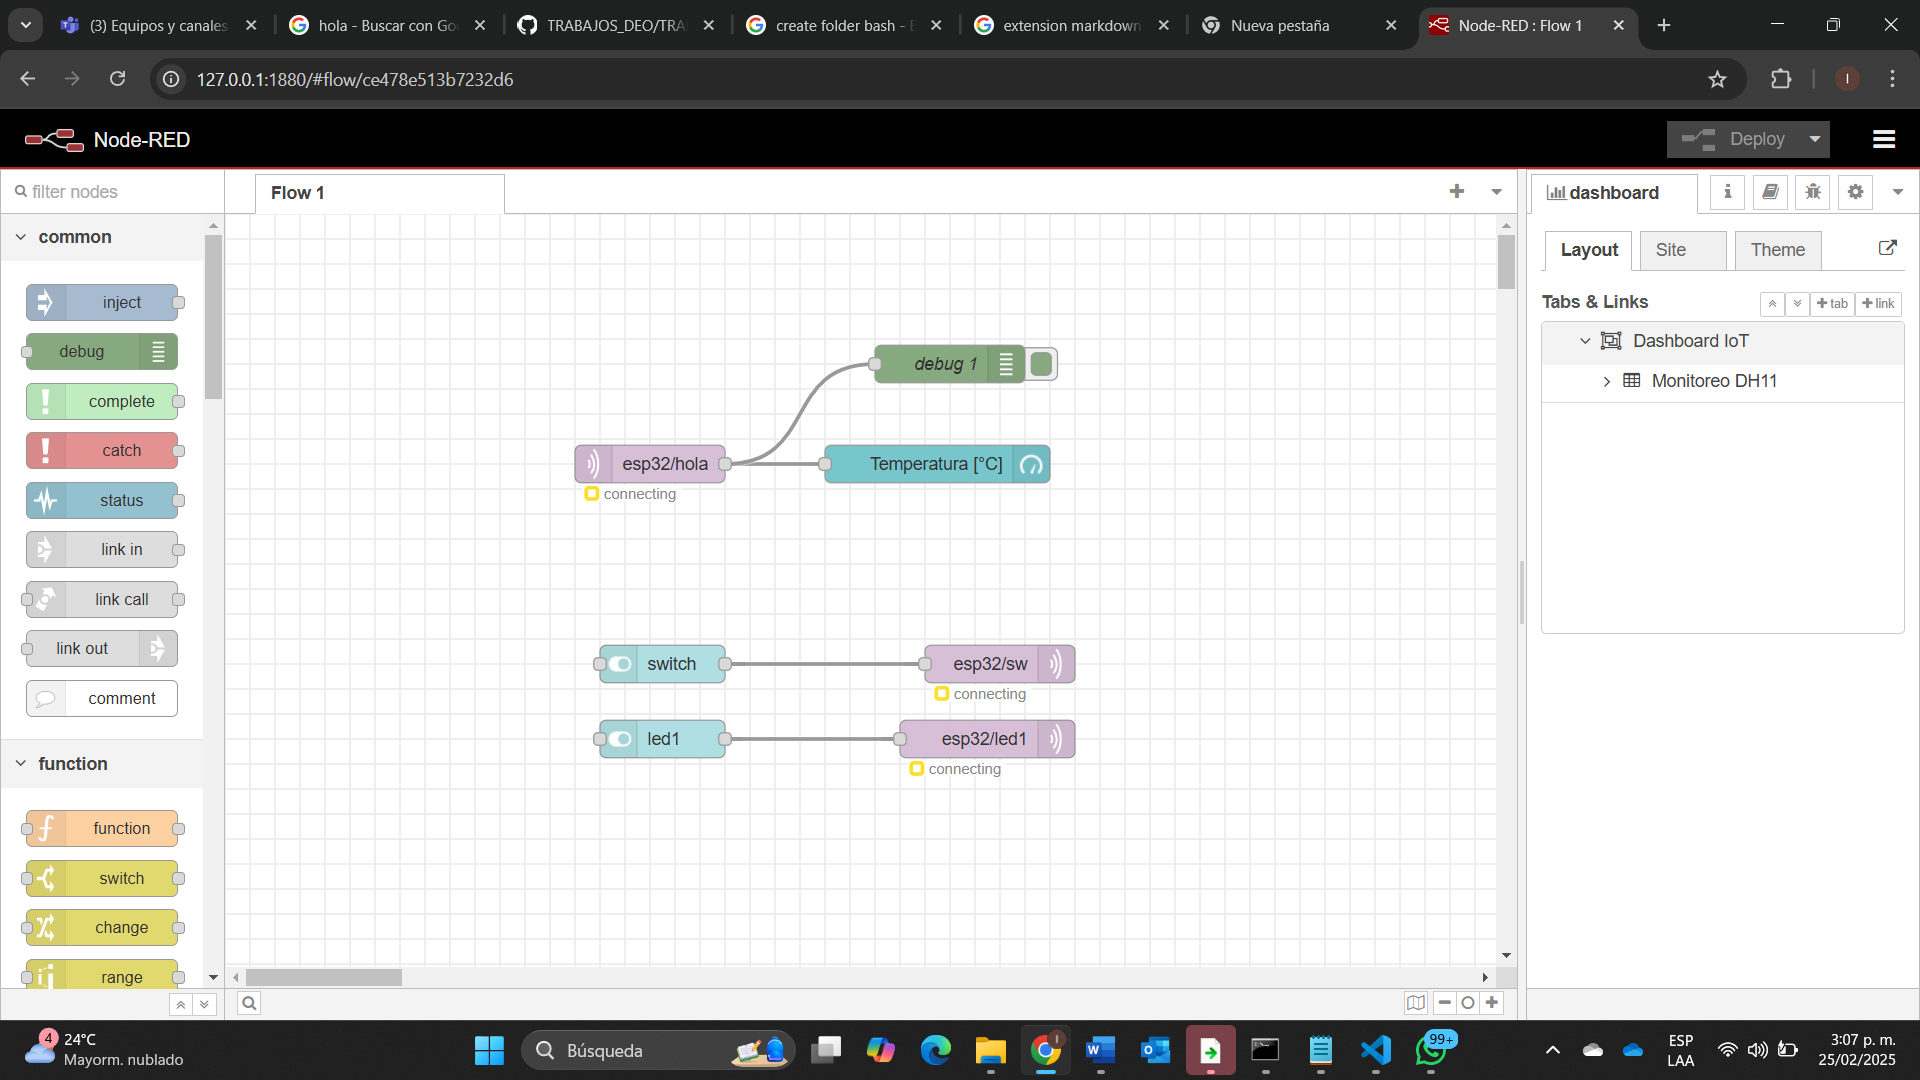 (3) Equipos y canales
hola - Buscar con Go
TRABAJOS_DEO/TRA
create folder bash - 
extension markdown
Nueva pestaña
Node-RED : Flow 1
127.0.0.1:1880/#flow/ce478e513b7232d6
I
Node-RED
Deploy
filter nodes
Flow 1
dashboard
common
inject
debug
complete
catch
status
link in
link call
link out
comment
function
function
switch
change
range
debug 1
esp32/hola
connecting
Temperatura [°C]
switch
esp32/sw
connecting
led1
esp32/led1
connecting
Layout
Site
Theme
Tabs & Links
tab
link
Dashboard IoT
Monitoreo DH11
4
24°C
Mayorm. nublado
Búsqueda
99+
ESP
LAA
3:07 p. m.
25/02/2025